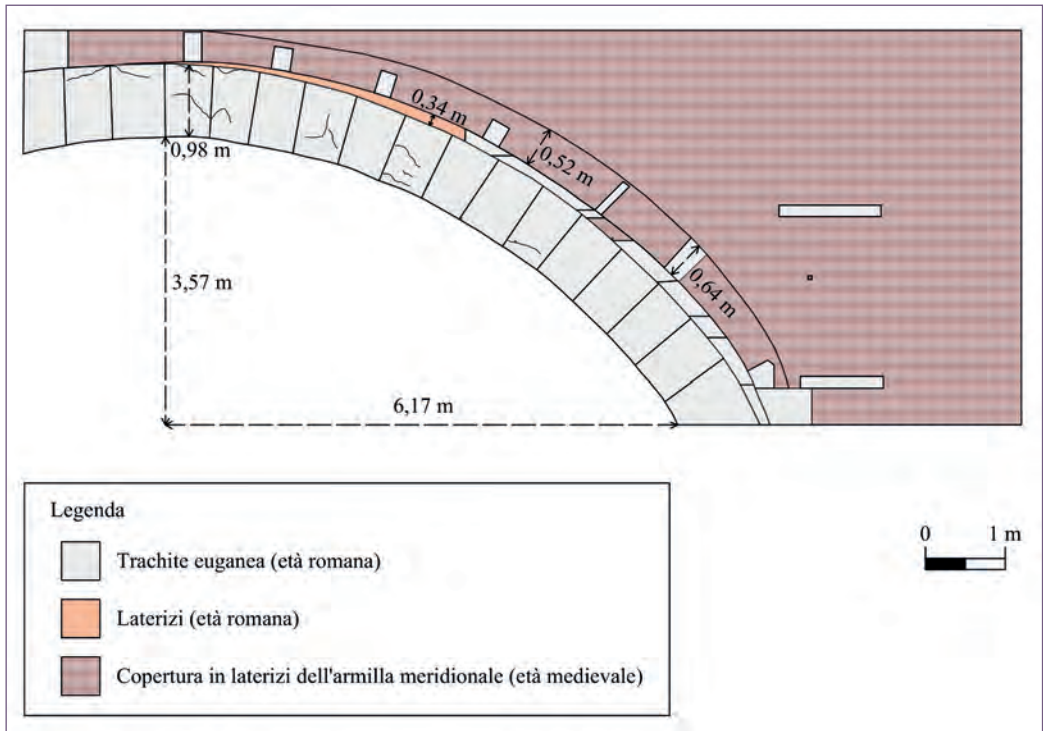 0,34 m
0,98 m
0,52 m
0,64 m
3,57 m
6,17 m
Legenda
Trachite euganea (età romana)
Laterizi (età romana)
Copertura in laterizi dell'armilla meridionale (età medievale)
0 1 m